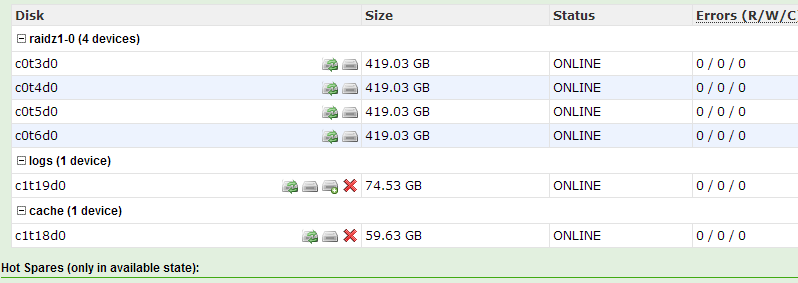 Disk Size Status Errors (R/W/C
raidz1-0 (4 devices)
c0t3d0 419.03 GB ONLINE 0 / 0 / 0
c0t4d0 419.03 GB ONLINE 0 / 0 / 0
c0t5d0 419.03 GB ONLINE 0 / 0 / 0
c0t6d0 419.03 GB ONLINE 0 / 0 / 0
logs (1 device)
c1t19d0 74.53 GB ONLINE 0 / 0 / 0
cache (1 device)
c1t18d0 59.63 GB ONLINE 0 / 0 / 0
Hot Spares (only in available state):